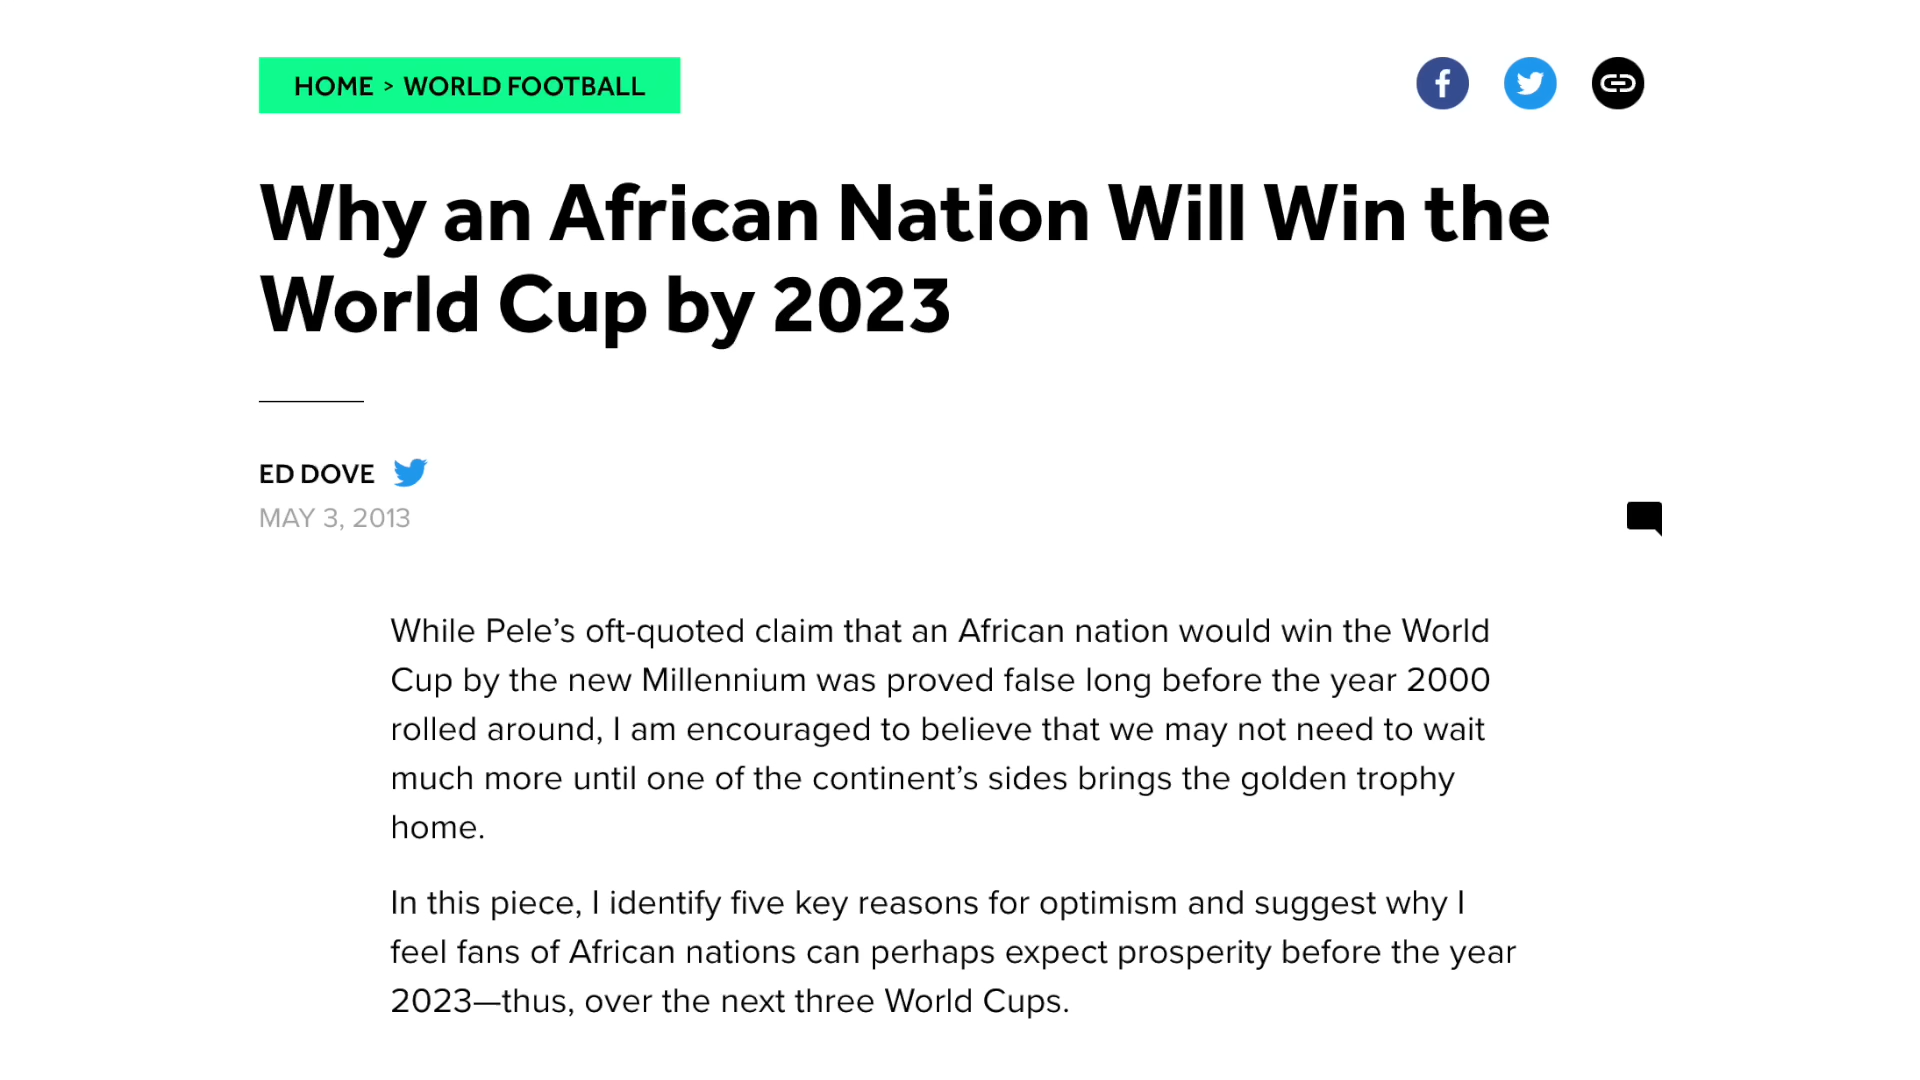 HOME > WORLD FOOTBALL
Why an African Nation Will Win the
World Cup by 2023
ED DOVE
MAY 3, 2013
While Pele’s oft-quoted claim that an African nation would win the World
Cup by the new Millennium was proved false long before the year 2000
rolled around, I am encouraged to believe that we may not need to wait
much more until one of the continent’s sides brings the golden trophy
home.
In this piece, I identify five key reasons for optimism and suggest why I
feel fans of African nations can perhaps expect prosperity before the year
2023—thus, over the next three World Cups.